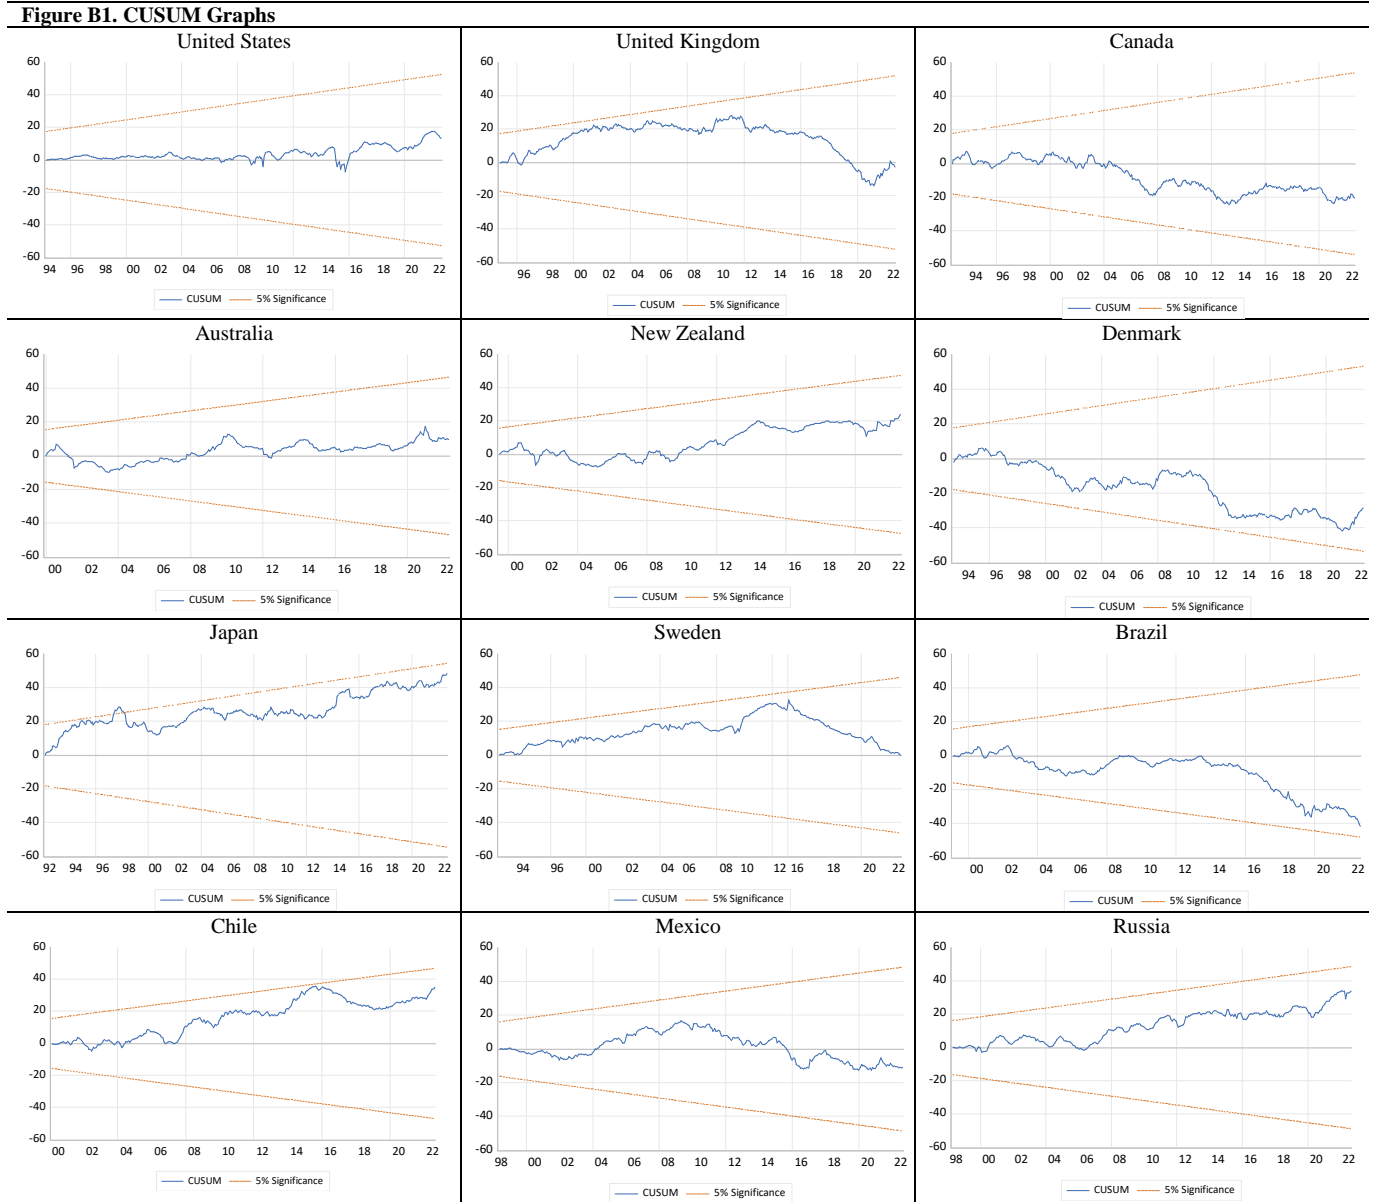 Figure B1. CUSUM Graphs
United States
60
40
20
0
-20
-40
-60
94 96 98 00 02 04 06 08 10 12 14 16 18 20 22
CUSUM 5% Significance
United Kingdom
60
40
20
0
-20
-40
-60
96 98 00 02 04 06 08 10 12 14 16 18 20 22
CUSUM 5% Significance
Canada
60
40
20
0
-20
-40
-60
94 96 98 00 02 04 06 08 10 12 14 16 18 20 22
CUSUM 5% Significance
Australia
60
40
20
0
-20
-40
-60
00 02 04 06 08 10 12 14 16 18 20 22
CUSUM 5% Significance
New Zealand
60
40
20
0
-20
-40
-60
00 02 04 06 08 10 12 14 16 18 20 22
CUSUM 5% Significance
Denmark
60
40
20
0
-20
-40
-60
94 96 98 00 02 04 06 08 10 12 14 16 18 20 22
CUSUM 5% Significance
Japan
60
40
20
0
-20
-40
-60
92 94 96 98 00 02 04 06 08 10 12 14 16 18 20 22
CUSUM 5% Significance
Sweden
60
40
20
0
-20
-40
-60
94 96 00 02 04 06 08 10 12 16 18 20 22
CUSUM 5% Significance
Brazil
60
40
20
0
-20
-40
-60
00 02 04 06 08 10 12 14 16 18 20 22
CUSUM 5% Significance
Chile
60
40
20
0
-20
-40
-60
00 02 04 06 08 10 12 14 16 18 20 22
CUSUM 5% Significance
Mexico
60
40
20
0
-20
-40
-60
98 00 02 04 06 08 10 12 14 16 18 20 22
CUSUM 5% Significance
Russia
60
40
20
0
-20
-40
-60
98 00 02 04 06 08 10 12 14 16 18 20 22
CUSUM 5% Significance